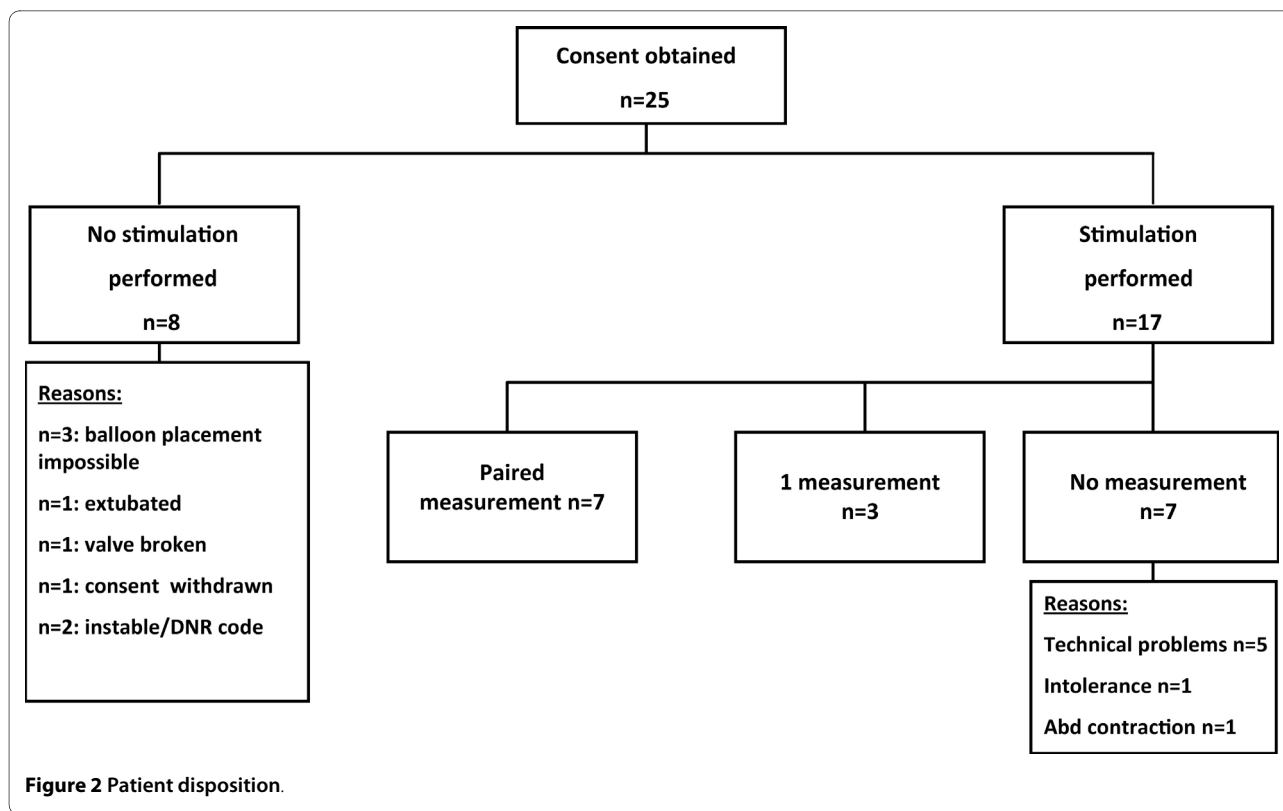 Consent obtained
n=25
No stimulation
performed
n=8
Stimulation
performed
n=17
Reasons:
n=3: balloon placement
impossible
n=1: extubated
n=1: valve broken
n=1: consent withdrawn
n=2: instable/DNR code
Paired
measurement n=7
1 measurement
n=3
No measurement
n=7
Reasons:
Technical problems n=5
Intolerance n=1
Abd contraction n=1
Figure 2 Patient disposition.